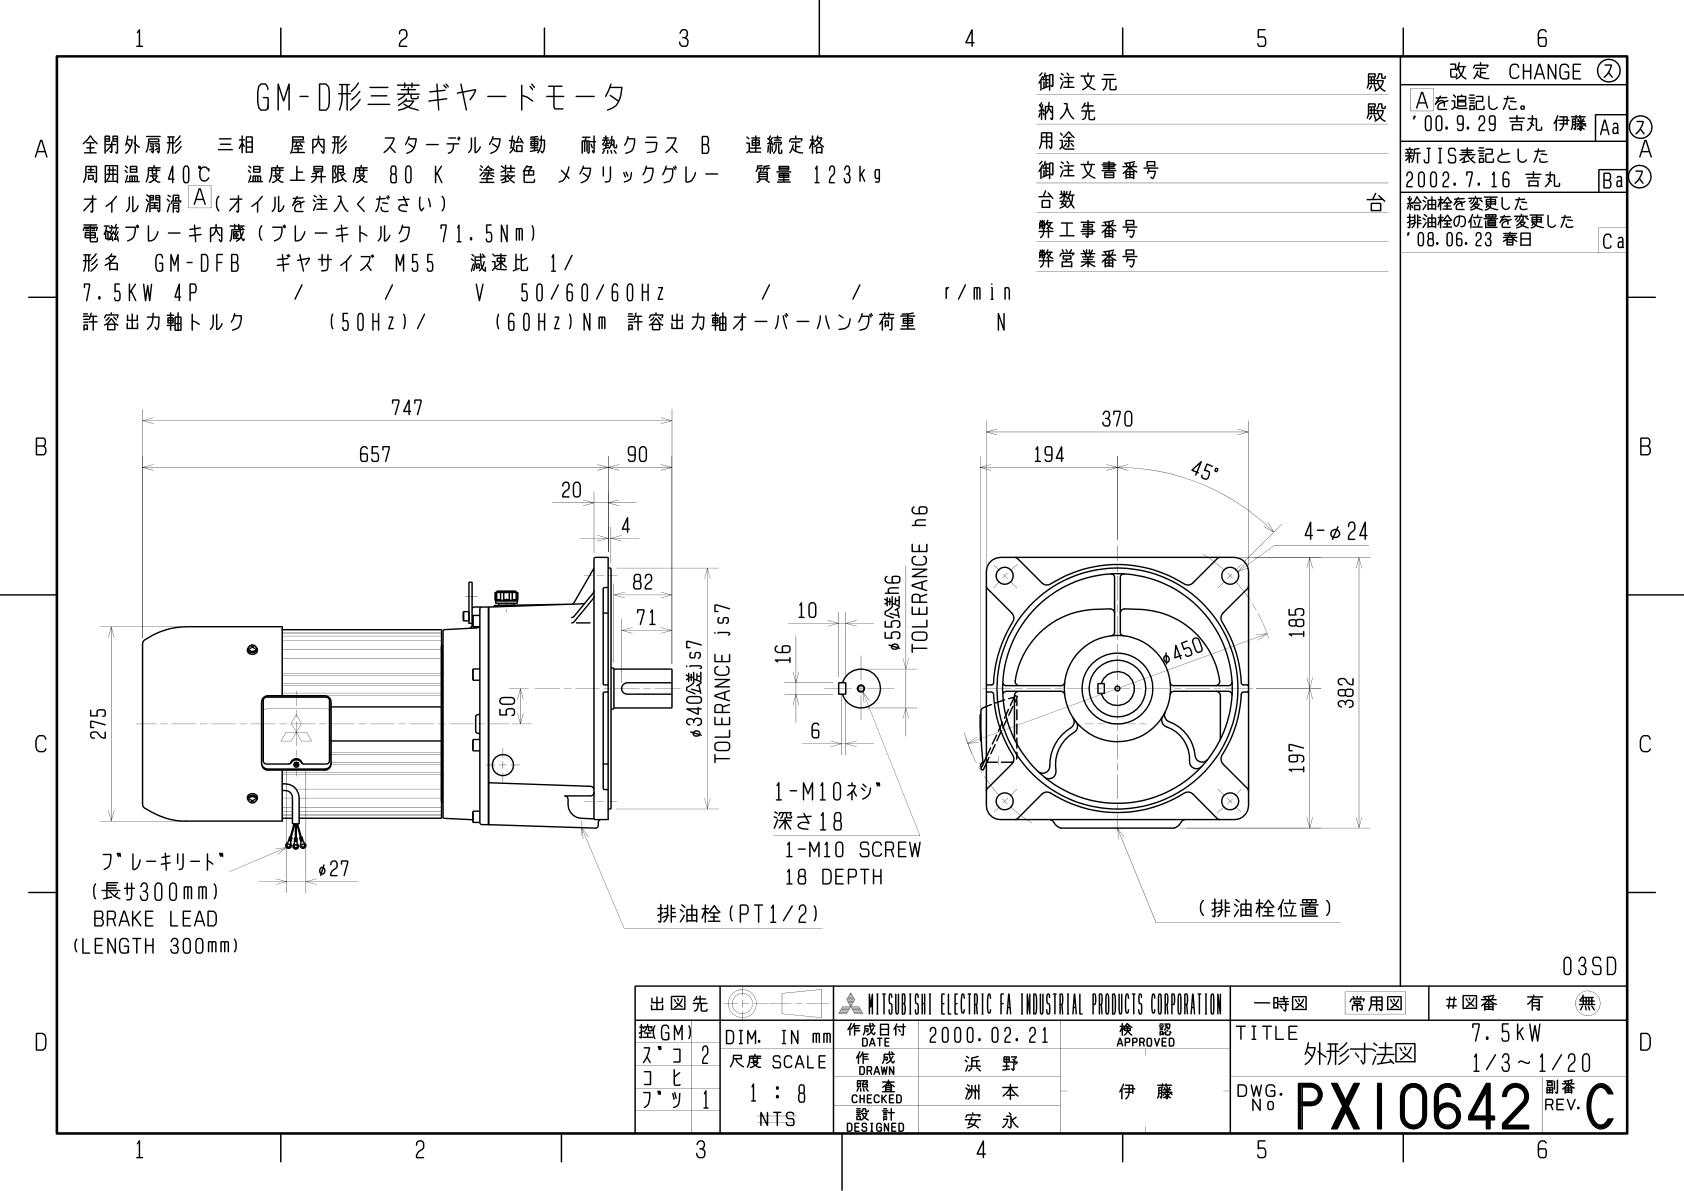 1 2 3 4 5 6
GM-D形三菱ギヤードモータ
全閉外扇形 三相 屋内形 スターデルタ始動 耐熱クラス B 連続定格
周囲温度40℃ 温度上昇限度 80 K 塗装色 メタリックグレー 質量 123kg
オイル潤滑 A (オイルを注入ください)
電磁ブレーキ内蔵(ブレーキトルク 71.5Nm)
形名 GM-DFB ギヤサイズ M55 減速比 1/
7.5KW 4P / / V 50/60/60Hz / / r/min
許容出力軸トルク (50Hz)/ (60Hz)Nm 許容出力軸オーバーハング荷重 N
御注文元 殿
納入先 殿
用途
御注文書番号
台数 台
弊工事番号
弊営業番号
改定 CHANGE ス
Aを追記した。
'00.9.29 吉丸 伊藤 Aa ス
新JIS表記とした
2002.7.16 吉丸 Ba ス
給油栓を変更した
排油栓の位置を変更した
'08.06.23 春日 Ca
A
B
C
D
A
B
C
D
747
657 90
20
4
82
71
275
50
φ340公差js7
TOLERANCE js7
ブレーキリード
(長サ300mm)
BRAKE LEAD
(LENGTH 300mm)
φ27
排油栓(PT1/2)
10
16
6
φ55公差h6
TOLERANCE h6
1-M10ネジ
深さ18
1-M10 SCREW
18 DEPTH
370
194
45°
4-φ24
φ450
185
197
382
(排油栓位置)
03SD
出図先
控(GM)
ズコ 2
コヒ
ブツ 1
DIM. IN mm
尺度 SCALE
1 : 8
NTS
MITSUBISHI ELECTRIC FA INDUSTRIAL PRODUCTS CORPORATION
作成日付 DATE 2000.02.21
作成 DRAWN 浜野
照査 CHECKED 洲本
設計 DESIGNED 安永
検認 APPROVED
伊藤
一時図 常用図 #図番 有 無
TITLE 外形寸法図
7.5kW
1/3~1/20
DWG. No PX10642 副番 REV. C
1 2 3 4 5 6